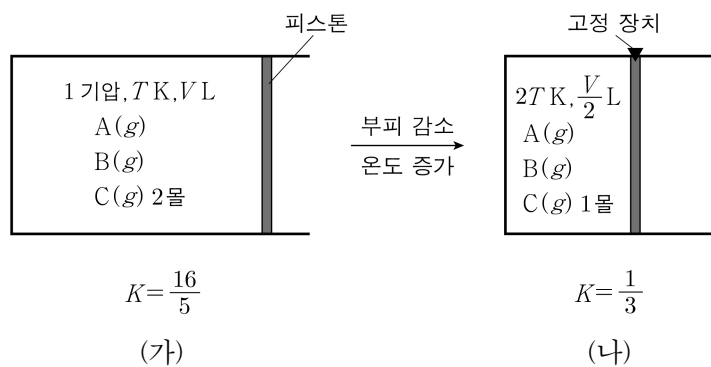 피스톤
고정 장치
1 기압, T K, V L
A(g)
B(g)
C(g) 2몰
부피 감소
온도 증가
2T K, V/2 L
A(g)
B(g)
C(g) 1몰
K=16/5
K=1/3
(가)
(나)